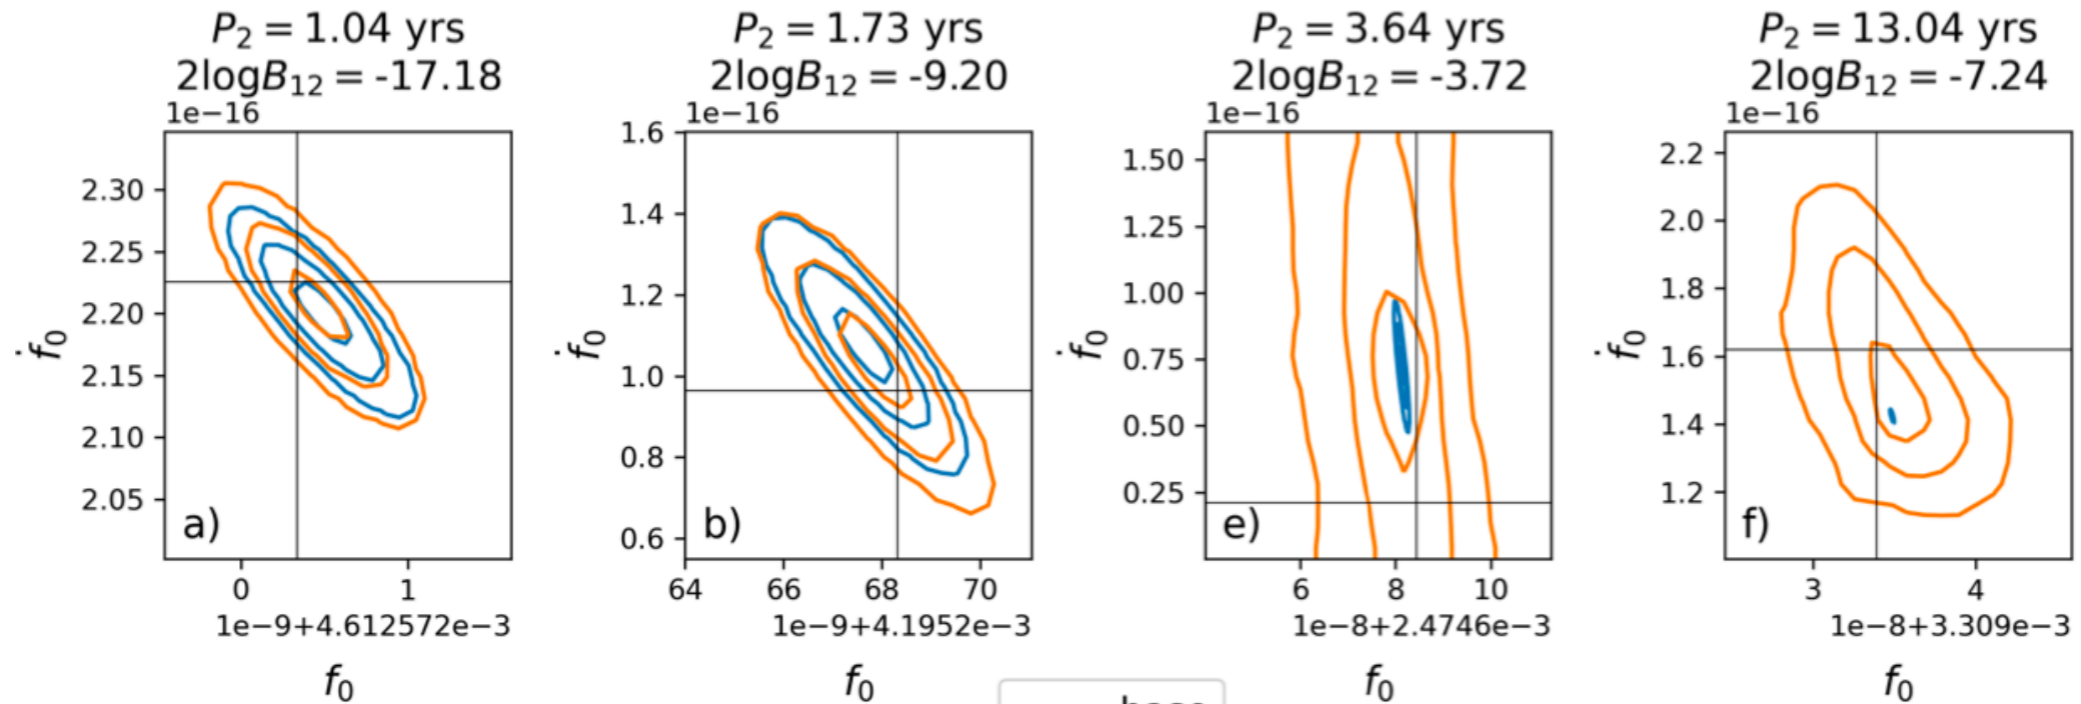 P₂ = 1.04 yrs
2logB₁₂ = -17.18
1e−16
2.30
2.25
2.20
2.15
2.10
2.05
ḟ₀
a)
0 1
1e−9+4.612572e−3
f₀
P₂ = 1.73 yrs
2logB₁₂ = -9.20
1e−16
1.6
1.4
1.2
1.0
0.8
0.6
ḟ₀
b)
64 66 68 70
1e−9+4.1952e−3
f₀
P₂ = 3.64 yrs
2logB₁₂ = -3.72
1e−16
1.50
1.25
1.00
0.75
0.50
0.25
ḟ₀
e)
6 8 10
1e−8+2.4746e−3
f₀
P₂ = 13.04 yrs
2logB₁₂ = -7.24
1e−16
2.2
2.0
1.8
1.6
1.4
1.2
ḟ₀
f)
3 4
1e−8+3.309e−3
f₀